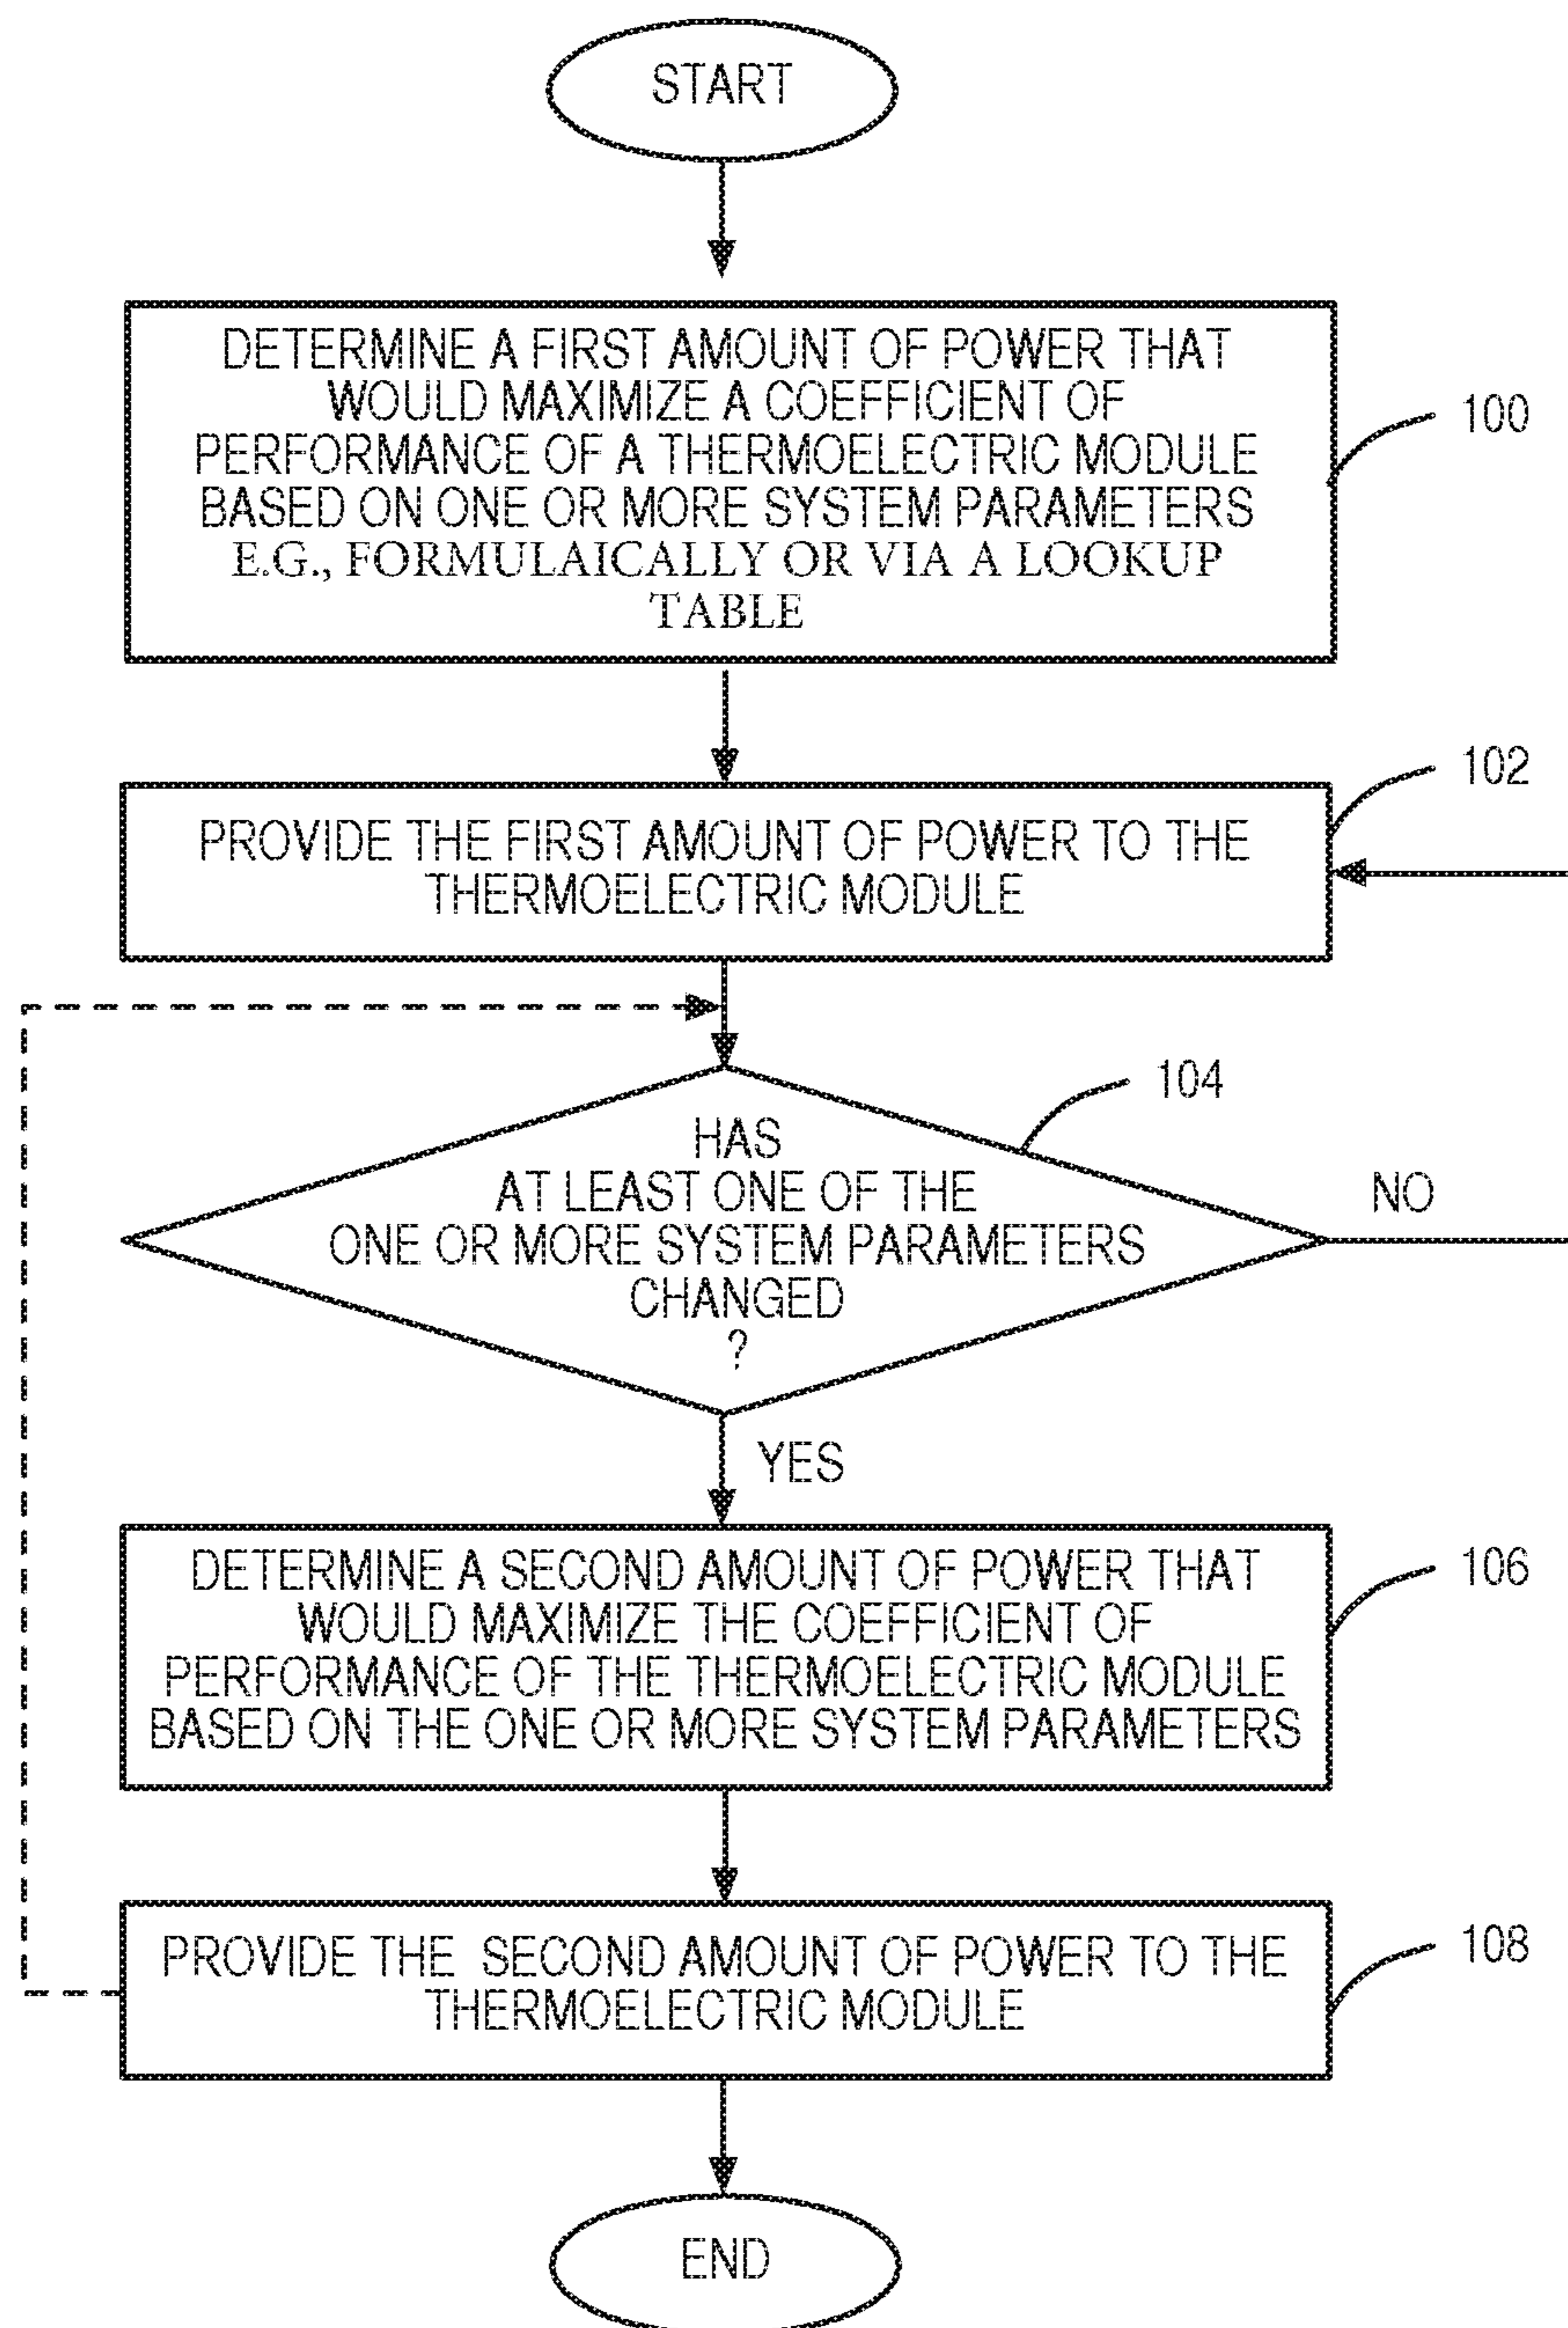 START
DETERMINE A FIRST AMOUNT OF POWER THAT
WOULD MAXIMIZE A COEFFICIENT OF
PERFORMANCE OF A THERMOELECTRIC MODULE
BASED ON ONE OR MORE SYSTEM PARAMETERS
E.G., FORMULAICALLY OR VIA A LOOKUP
TABLE
100
PROVIDE THE FIRST AMOUNT OF POWER TO THE
THERMOELECTRIC MODULE
102
HAS
AT LEAST ONE OF THE
ONE OR MORE SYSTEM PARAMETERS
CHANGED
?
104
NO
YES
DETERMINE A SECOND AMOUNT OF POWER THAT
WOULD MAXIMIZE THE COEFFICIENT OF
PERFORMANCE OF THE THERMOELECTRIC MODULE
BASED ON THE ONE OR MORE SYSTEM PARAMETERS
106
PROVIDE THE SECOND AMOUNT OF POWER TO THE
THERMOELECTRIC MODULE
108
END